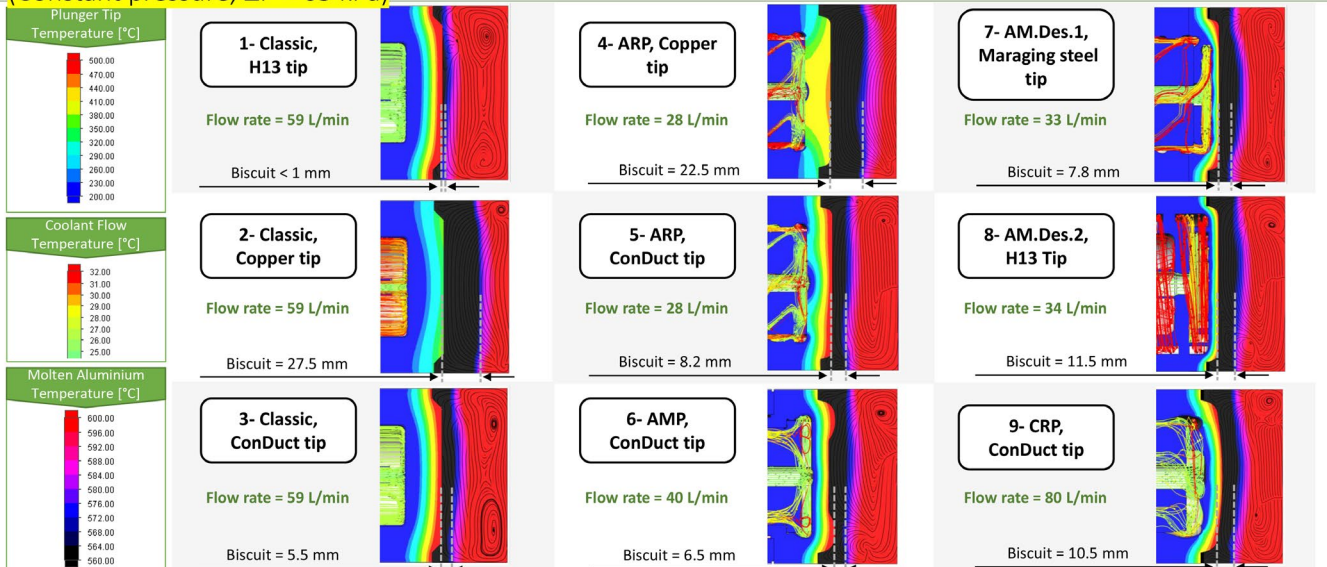 Plunger Tip
Temperature [°C]
500.00
470.00
440.00
410.00
380.00
350.00
320.00
290.00
260.00
230.00
200.00
Coolant Flow
Temperature [°C]
32.00
31.00
30.00
29.00
28.00
27.00
26.00
25.00
Molten Aluminium
Temperature [°C]
600.00
596.00
592.00
588.00
584.00
580.00
576.00
572.00
568.00
564.00
560.00
1- Classic,
H13 tip
Flow rate = 59 L/min
Biscuit < 1 mm
2- Classic,
Copper tip
Flow rate = 59 L/min
Biscuit = 27.5 mm
3- Classic,
ConDuct tip
Flow rate = 59 L/min
Biscuit = 5.5 mm
4- ARP, Copper
tip
Flow rate = 28 L/min
Biscuit = 22.5 mm
5- ARP,
ConDuct tip
Flow rate = 28 L/min
Biscuit = 8.2 mm
6- AMP,
ConDuct tip
Flow rate = 40 L/min
Biscuit = 6.5 mm
7- AM.Des.1,
Maraging steel
tip
Flow rate = 33 L/min
Biscuit = 7.8 mm
8- AM.Des.2,
H13 Tip
Flow rate = 34 L/min
Biscuit = 11.5 mm
9- CRP,
ConDuct tip
Flow rate = 80 L/min
Biscuit = 10.5 mm